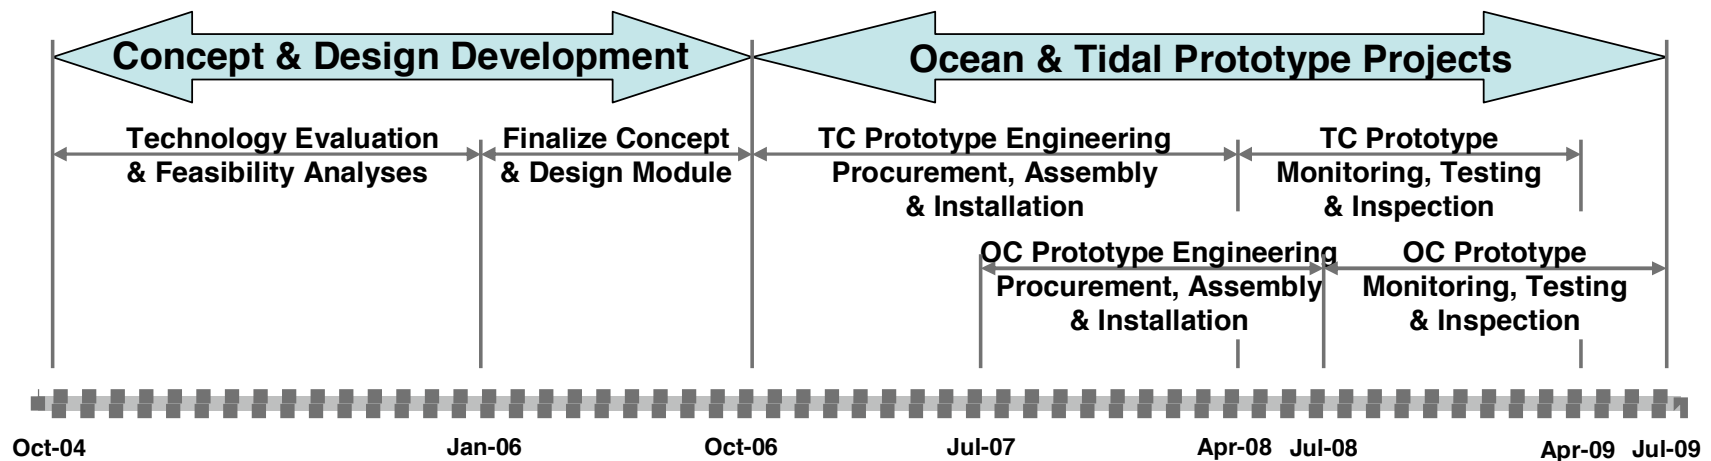 Concept & Design Development
Ocean & Tidal Prototype Projects
Technology Evaluation
& Feasibility Analyses
Finalize Concept
& Design Module
TC Prototype Engineering
Procurement, Assembly
& Installation
TC Prototype
Monitoring, Testing
& Inspection
OC Prototype Engineering
Procurement, Assembly
& Installation
OC Prototype
Monitoring, Testing
& Inspection
Oct-04
Jan-06
Oct-06
Jul-07
Apr-08
Jul-08
Apr-09
Jul-09